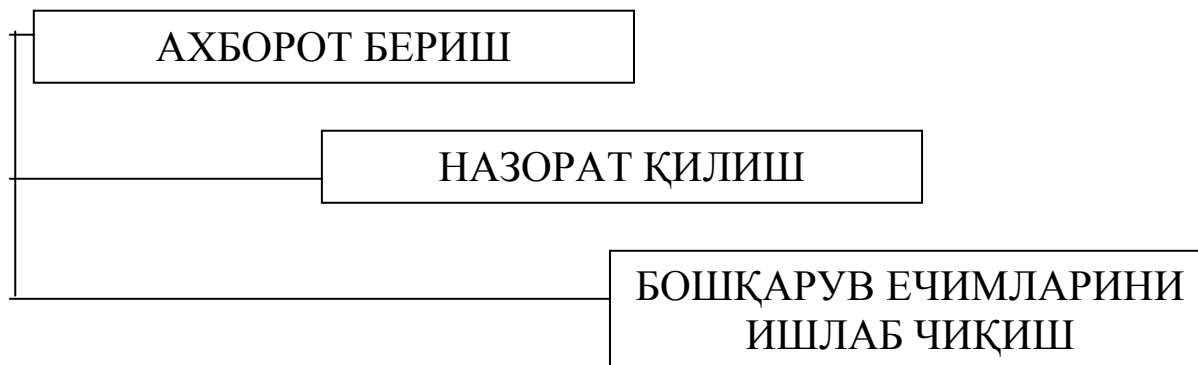 АХБОРОТ БЕРИШ
НАЗОРАТ ҚИЛИШ
БОШҚАРУВ ЕЧИМЛАРИНИ
ИШЛАБ ЧИҚИШ